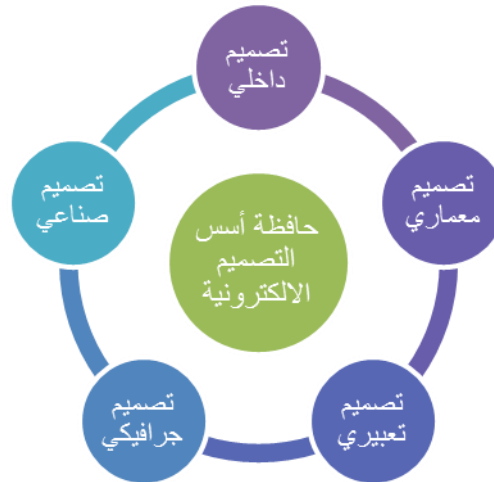 تصميم
داخلي
تصميم
معماري
تصميم
تعبيري
تصميم
جرافيكي
تصميم
صناعي
حافظة أسس
التصميم
الالكترونية